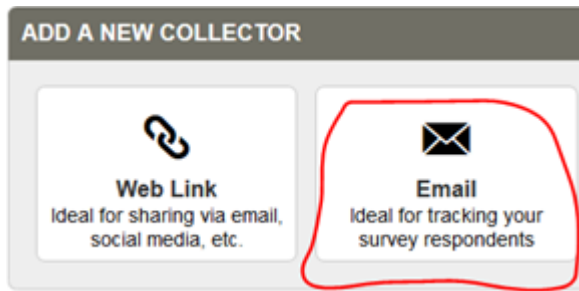 ADD A NEW COLLECTOR
Web Link
Ideal for sharing via email,
social media, etc.
Email
Ideal for tracking your
survey respondents